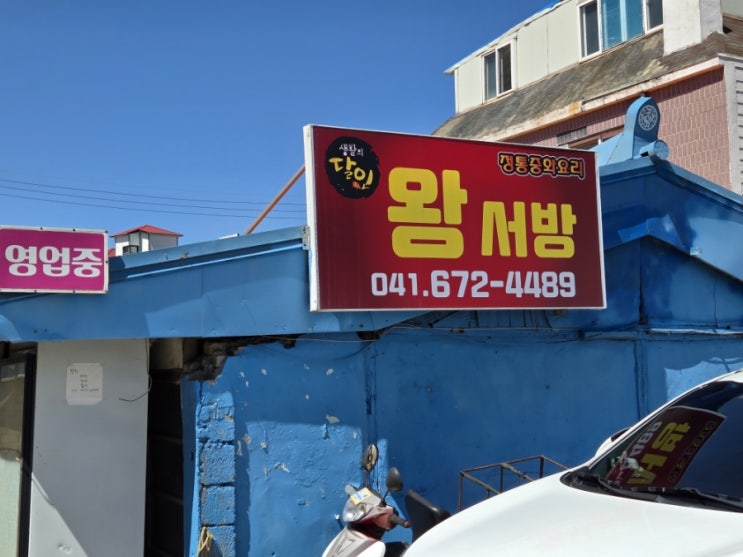 생활의
달인
정통중화요리
왕서방
041.672-4489
영업중